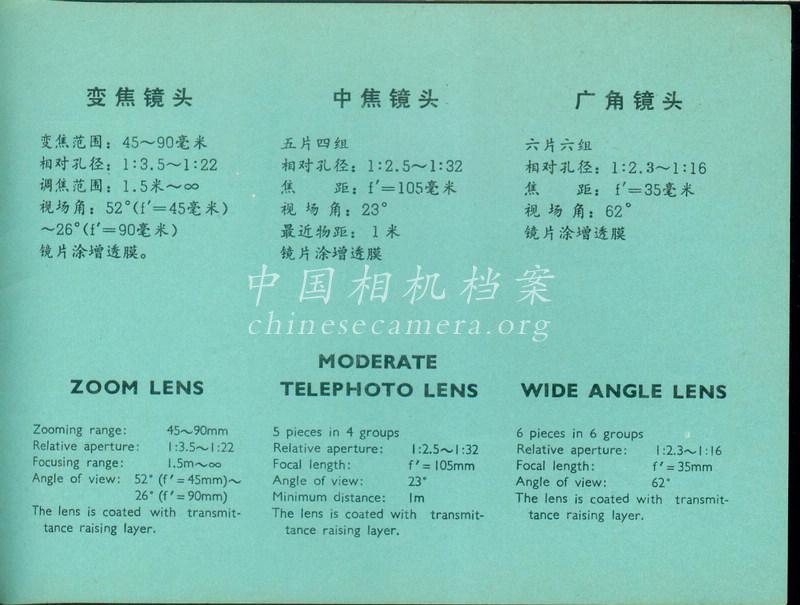 变焦镜头
变焦范围：45～90毫米
相对孔径：1:3.5～1:22
调焦范围：1.5米～∞
视场角：52°(f′=45毫米)
～26°(f′=90毫米)
镜片涂增透膜。
中焦镜头
五片四组
相对孔径：1:2.5～1:32
焦 距：f′=105毫米
视场角：23°
最近物距：1米
镜片涂增透膜
广角镜头
六片六组
相对孔径：1:2.3～1:16
焦 距：f′=35毫米
视场角：62°
镜片涂增透膜
中国相机档案
chinesecamera.org
ZOOM LENS
Zooming range: 45～90mm
Relative aperture: 1:3.5～1:22
Focusing range: 1.5m～∞
Angle of view: 52° (f′=45mm)～
26° (f′=90mm)
The lens is coated with transmit-
tance raising layer.
MODERATE
TELEPHOTO LENS
5 pieces in 4 groups
Relative aperture: 1:2.5～1:32
Focal length: f′=105mm
Angle of view: 23°
Minimum distance: 1m
The lens is coated with transmit-
tance raising layer.
WIDE ANGLE LENS
6 pieces in 6 groups
Relative aperture: 1:2.3～1:16
Focal length: f′=35mm
Angle of view: 62°
The lens is coated with transmit-
tance raising layer.